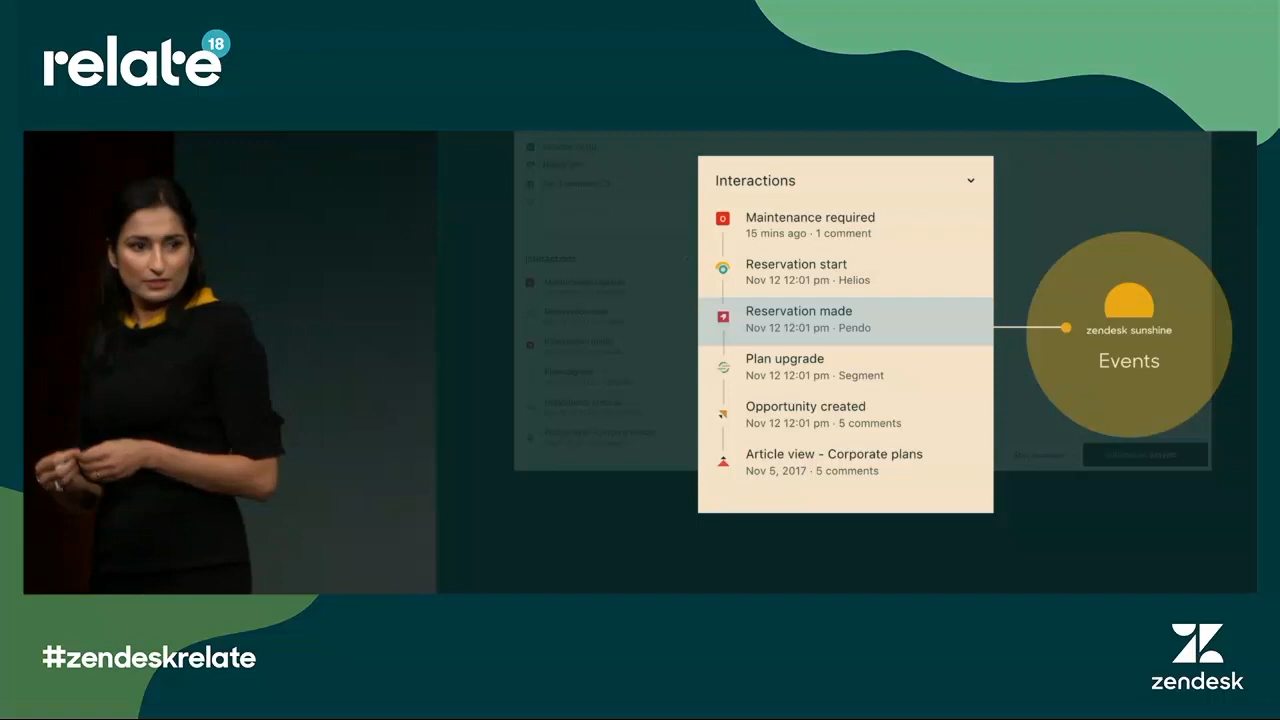 relate
18
Interactions
Maintenance required
15 mins ago · 1 comment
Reservation start
Nov 12 12:01 pm · Helios
Reservation made
Nov 12 12:01 pm · Pendo
Plan upgrade
Nov 12 12:01 pm · Segment
Opportunity created
Nov 12 12:01 pm · 5 comments
Article view - Corporate plans
Nov 5, 2017 · 5 comments
zendesk sunshine
Events
#zendeskrelate
zendesk